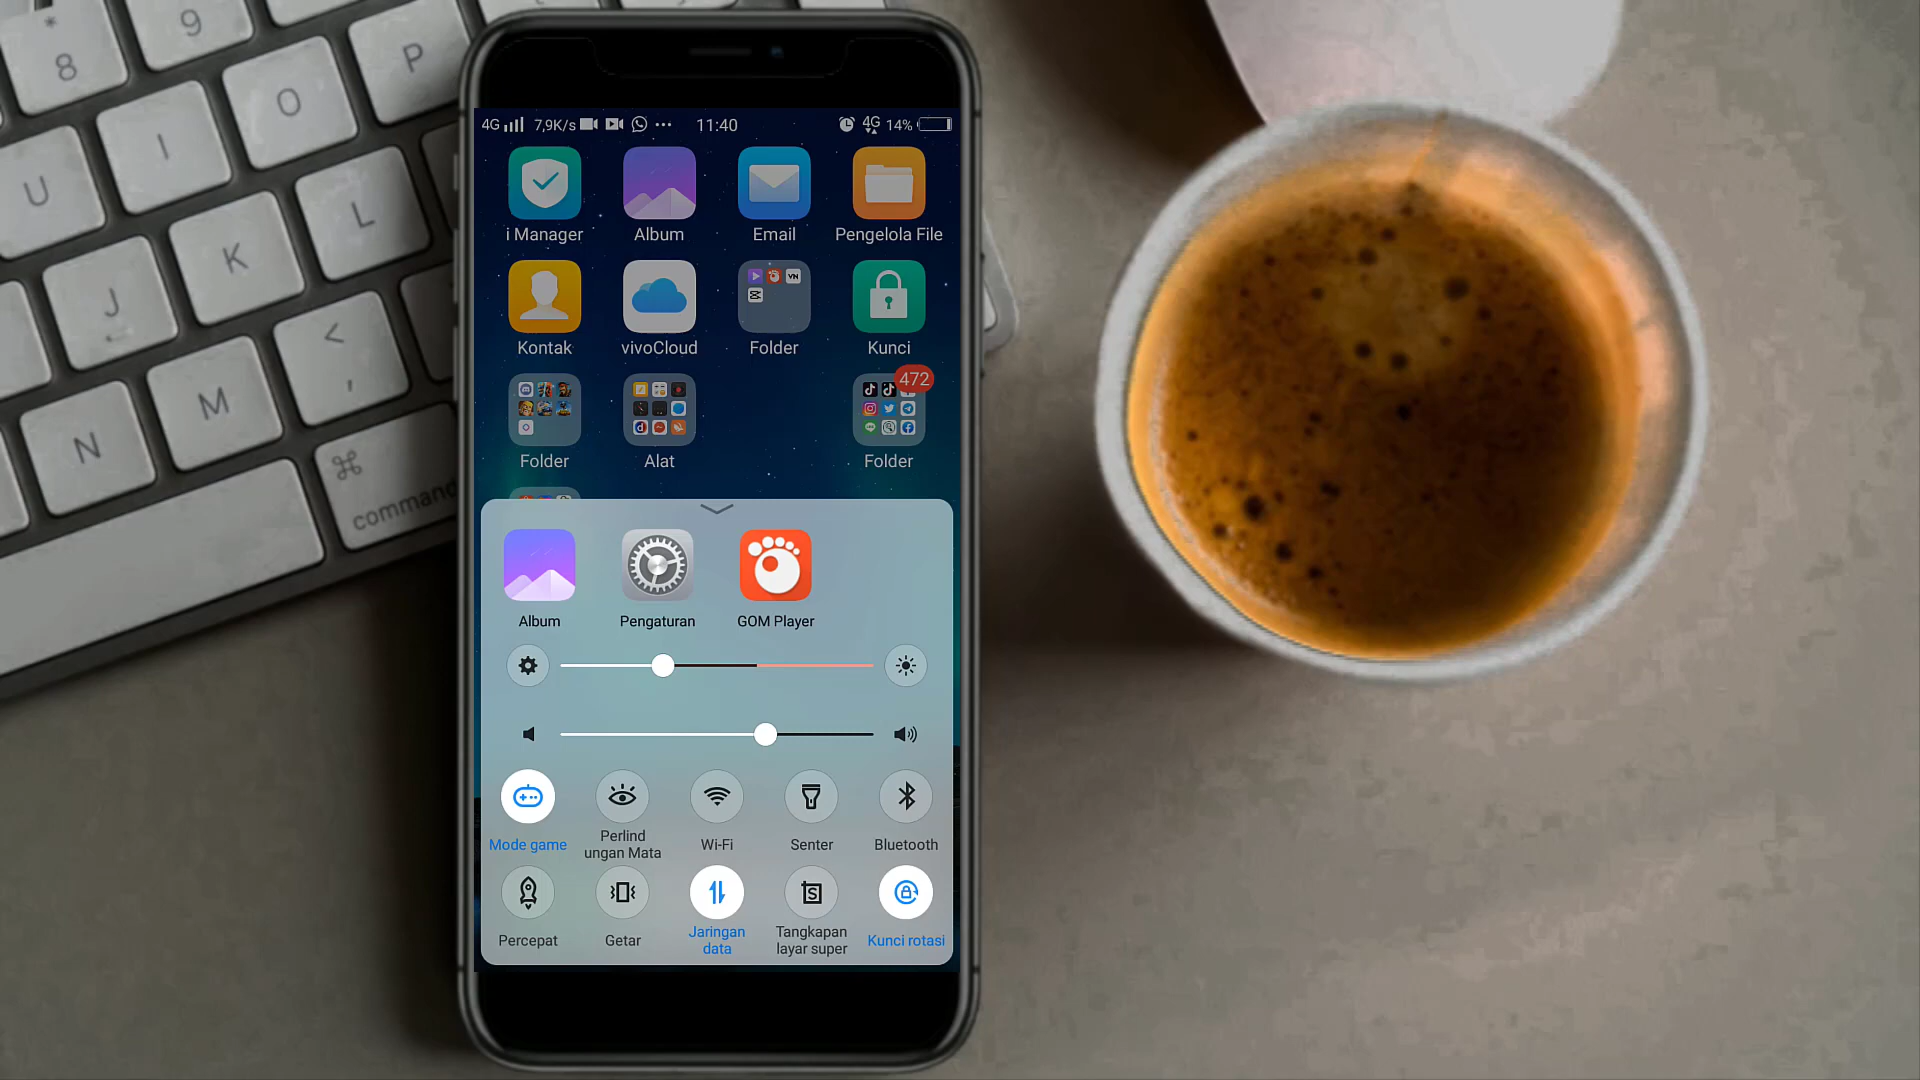 *
8
9
P
O
I
U
L
K
J
<
,
M
N
⌘
command
4G 7,9K/s ••• 11:40 4G 14%
i Manager Album Email Pengelola File
VN
Kontak vivoCloud Folder Kunci
472
Folder Alat Folder
Album Pengaturan GOM Player
Mode game Perlind
ungan Mata Wi-Fi Senter Bluetooth
S
Percepat Getar Jaringan
data Tangkapan
layar super Kunci rotasi